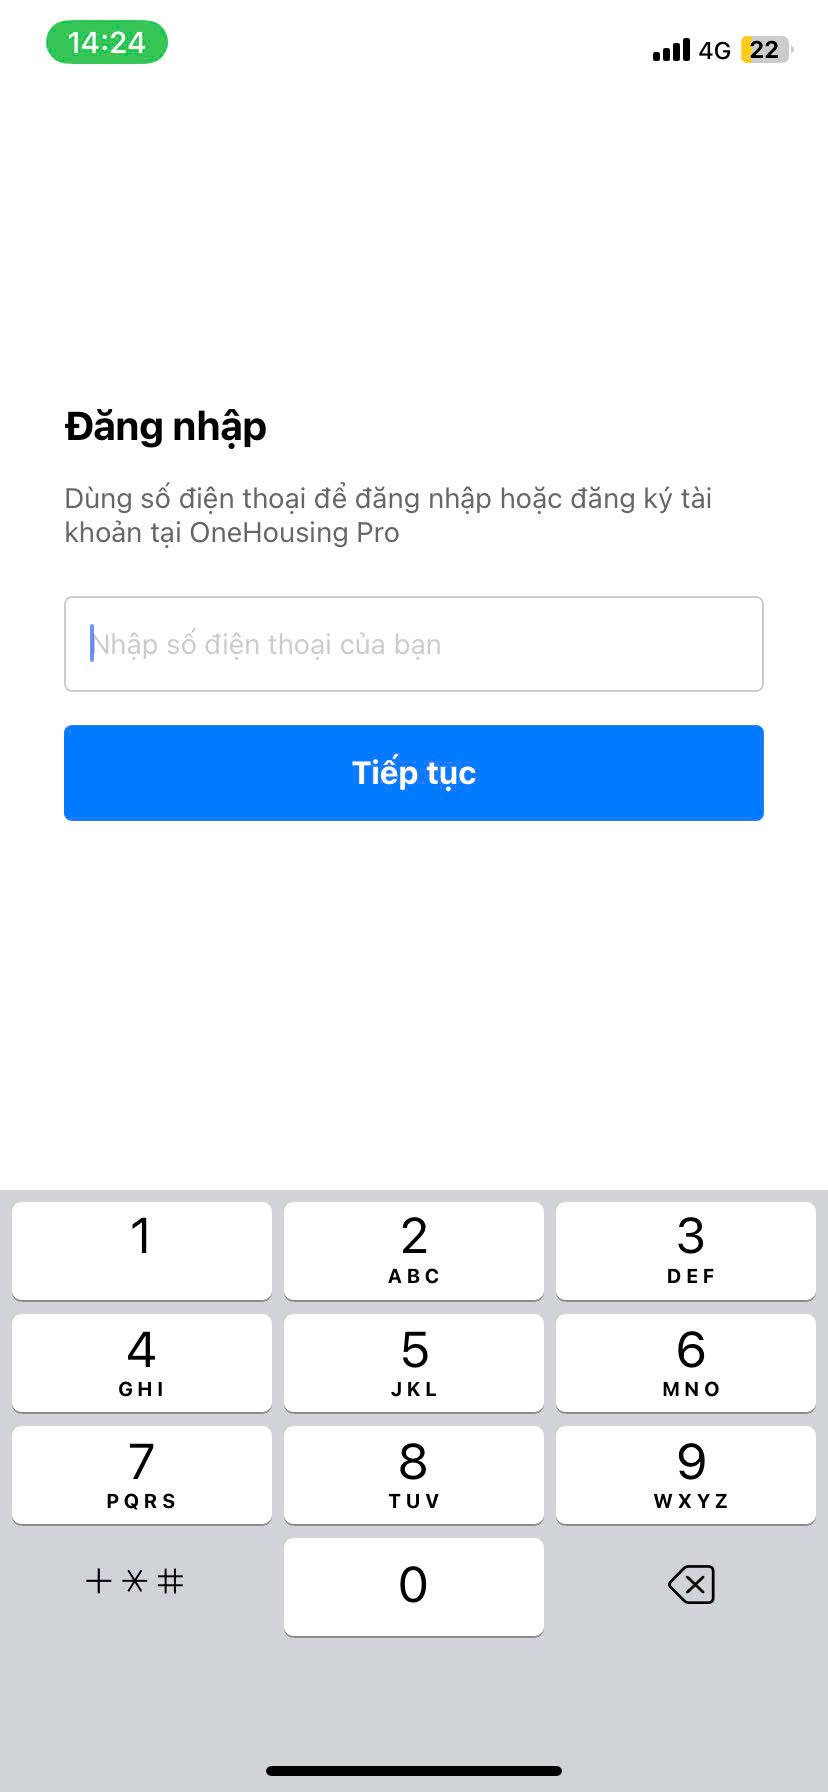 14:24
4G 22
Đăng nhập
Dùng số điện thoại để đăng nhập hoặc đăng ký tài
khoản tại OneHousing Pro
Nhập số điện thoại của bạn
Tiếp tục
1 2 3
ABC DEF
4 5 6
GHI JKL MNO
7 8 9
PQRS TUV WXYZ
+ * # 0